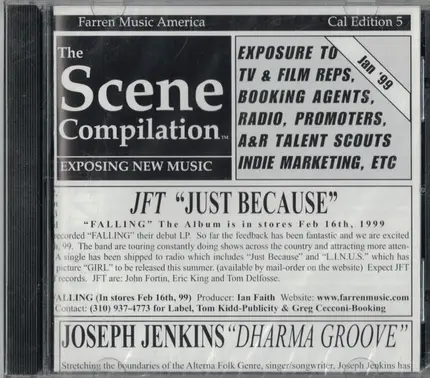 Farren Music America Cal Edition 5
The
Scene
Compilation™
EXPOSING NEW MUSIC
EXPOSURE TO
TV & FILM REPS,
BOOKING AGENTS,
RADIO, PROMOTERS,
A&R TALENT SCOUTS
INDIE MARKETING, ETC
Jan '99
JFT "JUST BECAUSE"
"FALLING" The Album is in stores Feb 16th, 1999
recorded "FALLING" their debut LP. So far the feedback has been fantastic and we are excited
h, 99. The band are touring constantly doing shows across the country and attracting more atten-
A single has been shipped to radio which includes "Just Because" and "L.I.N.U.S." which has
picture "GIRL" to be released this summer. (available by mail-order on the website) Expect JFT
f records. JFT are: John Fortin, Eric King and Tom Delfosse.
ALLING (In stores Feb 16th, 99) Producer: Ian Faith Website: www.farrenmusic.com
Contact: (310) 937-4773 for Label, Tom Kidd-Publicity & Greg Cecconi-Booking
JOSEPH JENKINS "DHARMA GROOVE"
Stretching the boundaries of the Alterna Folk Genre, singer/songwriter, Joseph Jenkins has